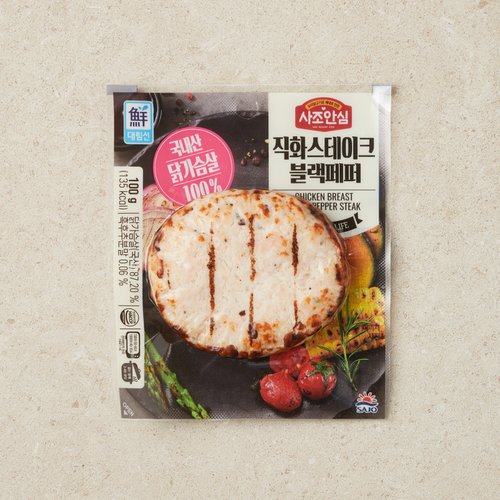 鮮
대림선
사조안심
국내산
닭가슴살
100%
직화스테이크
블랙페퍼
CHICKEN BREAST
PEPPER STEAK
LIFE
100 g
(135 kcal)
닭가슴살(국산) 87.20 %
흑후추분말 0.06 %
SAJO